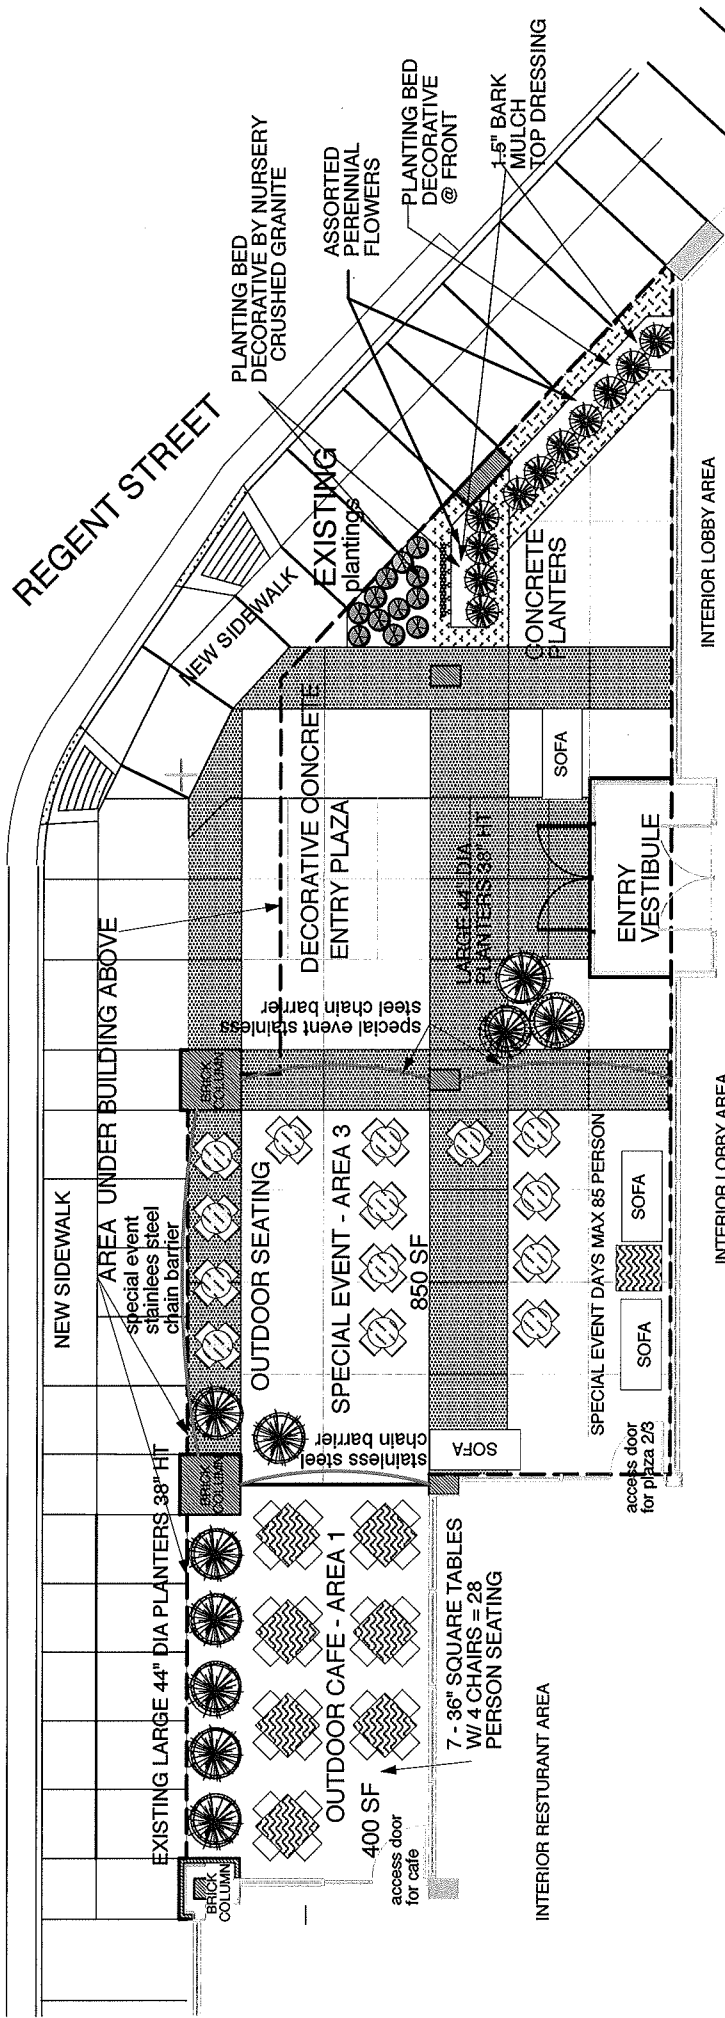 REGENT STREET
PLANTING BED
DECORATIVE BY NURSERY
CRUSHED GRANITE
ASSORTED
PERENNIAL
FLOWERS
PLANTING BED
DECORATIVE
@ FRONT
1.5" BARK
MULCH
TOP DRESSING
NEW SIDEWALK
EXISTING
plantings
CONCRETE
PLANTERS
INTERIOR LOBBY AREA
NEW SIDEWALK
AREA UNDER BUILDING ABOVE
special event
stainless steel
chain barrier
BRICK
COLUMN
DECORATIVE CONCRETE
ENTRY PLAZA
special event stainless
steel chain barrier
LARGE 44" DIA
PLANTERS 38" HT
SOFA
ENTRY
VESTIBULE
OUTDOOR SEATING
SPECIAL EVENT - AREA 3
850 SF
SPECIAL EVENT DAYS MAX 85 PERSON
SOFA
SOFA
INTERIOR LOBBY AREA
EXISTING LARGE 44" DIA PLANTERS 38" HT
BRICK
COLUMN
stainless steel
chain barrier
SOFA
access door
for plaza 2/3
OUTDOOR CAFE - AREA 1
400 SF
7 - 36" SQUARE TABLES
W/ 4 CHAIRS = 28
PERSON SEATING
BRICK
COLUMN
access door
for cafe
INTERIOR RESTURANT AREA